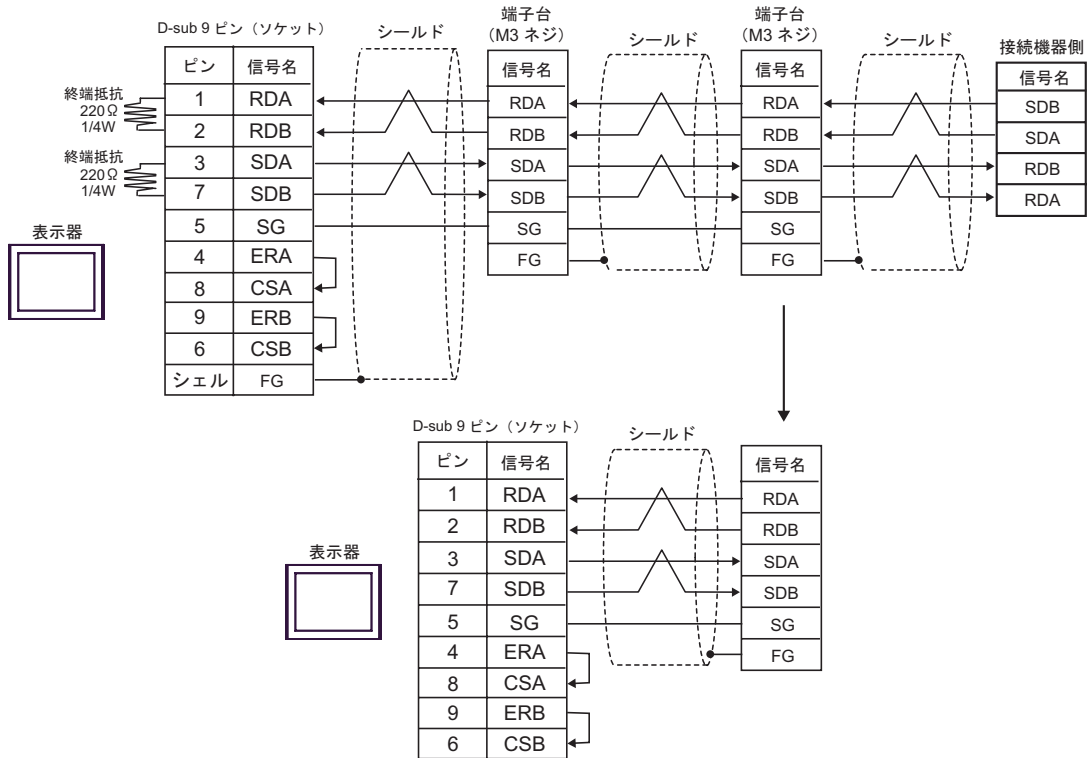 D-sub 9 ピン（ソケット）
シールド
端子台
(M3 ネジ)
シールド
端子台
(M3 ネジ)
シールド
接続機器側
ピン 信号名
1 RDA
2 RDB
3 SDA
7 SDB
5 SG
4 ERA
8 CSA
9 ERB
6 CSB
シェル FG
終端抵抗
220Ω
1/4W
終端抵抗
220Ω
1/4W
表示器
信号名
RDA
RDB
SDA
SDB
SG
FG
信号名
RDA
RDB
SDA
SDB
SG
FG
信号名
SDB
SDA
RDB
RDA
D-sub 9 ピン（ソケット）
シールド
ピン 信号名
1 RDA
2 RDB
3 SDA
7 SDB
5 SG
4 ERA
8 CSA
9 ERB
6 CSB
表示器
信号名
RDA
RDB
SDA
SDB
SG
FG